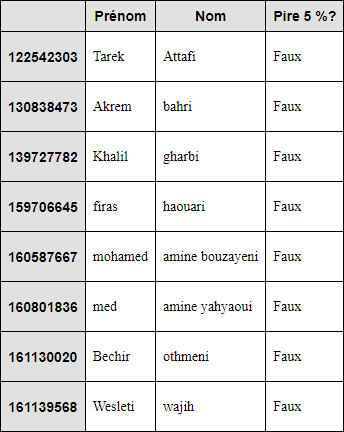 Prénom Nom Pire 5 %?
122542303 Tarek Attafi Faux
130838473 Akrem bahri Faux
139727782 Khalil gharbi Faux
159706645 firas haouari Faux
160587667 mohamed amine bouzayeni Faux
160801836 med amine yahyaoui Faux
161130020 Bechir othmeni Faux
161139568 Wesleti wajih Faux